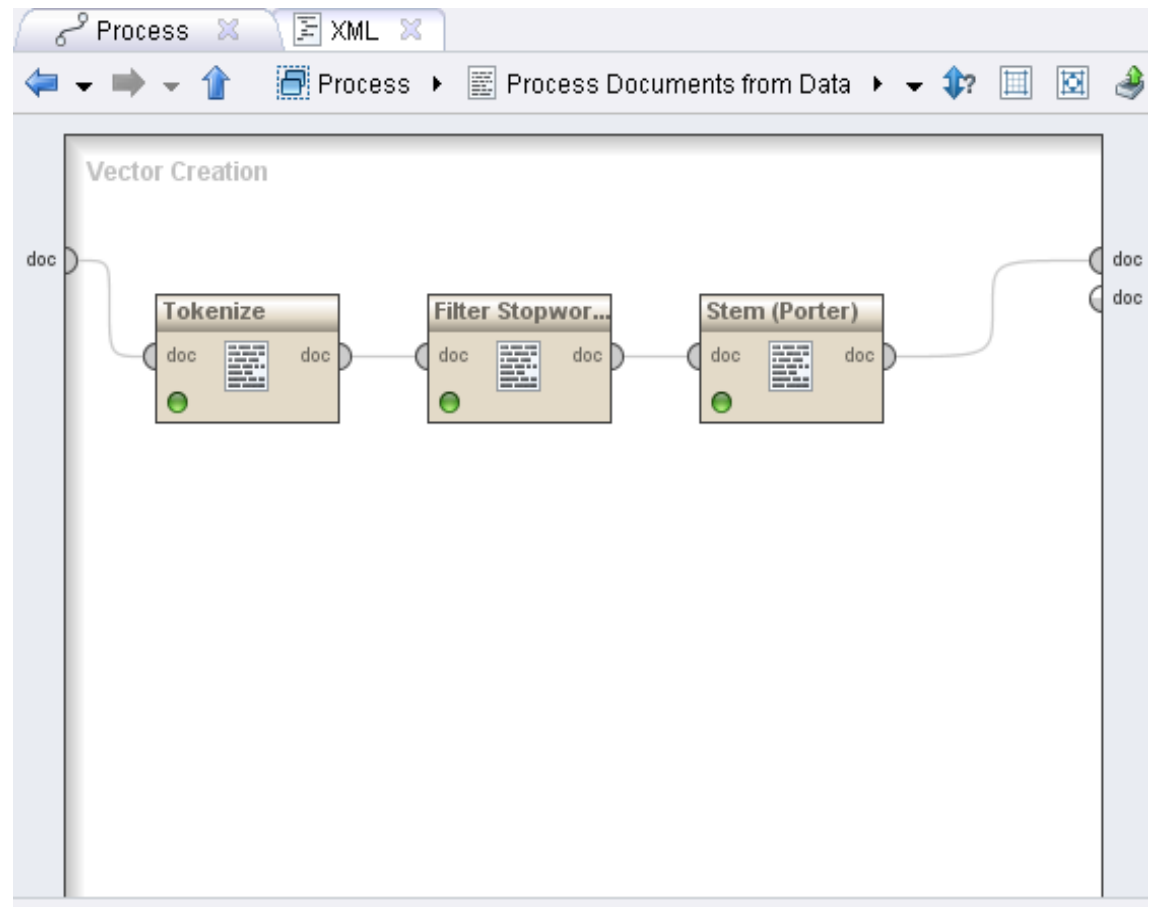 Process XML
Process Process Documents from Data ?
Vector Creation
doc doc
doc
Tokenize Filter Stopwor... Stem (Porter)
doc doc doc doc doc doc